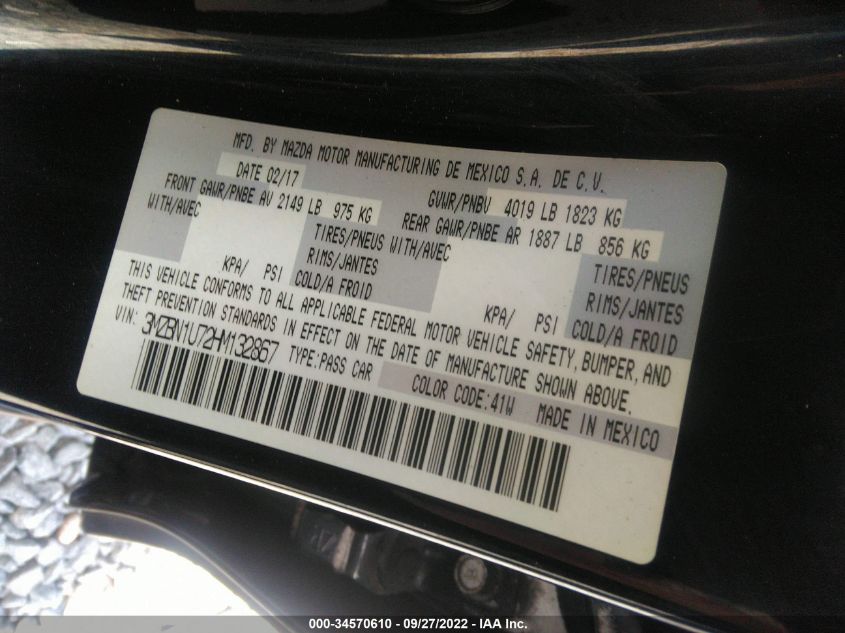 MFD. BY MAZDA MOTOR MANUFACTURING DE MEXICO S.A. DE C.V.
DATE 02/17 GVWR/PNBV 4019 LB 1823 KG
FRONT GAWR/PNBE AV 2149 LB 975 KG REAR GAWR/PNBE AR 1887 LB 856 KG
WITH/AVEC TIRES/PNEUS WITH/AVEC TIRES/PNEUS
RIMS/JANTES RIMS/JANTES
KPA/ PSI COLD/A FROID KPA/ PSI COLD/A FROID
THIS VEHICLE CONFORMS TO ALL APPLICABLE FEDERAL MOTOR VEHICLE SAFETY, BUMPER, AND
THEFT PREVENTION STANDARDS IN EFFECT ON THE DATE OF MANUFACTURE SHOWN ABOVE.
VIN: 3MZBN1U72HM132867 TYPE:PASS CAR COLOR CODE:41W MADE IN MEXICO
000-34570610 - 09/27/2022 - IAA Inc.